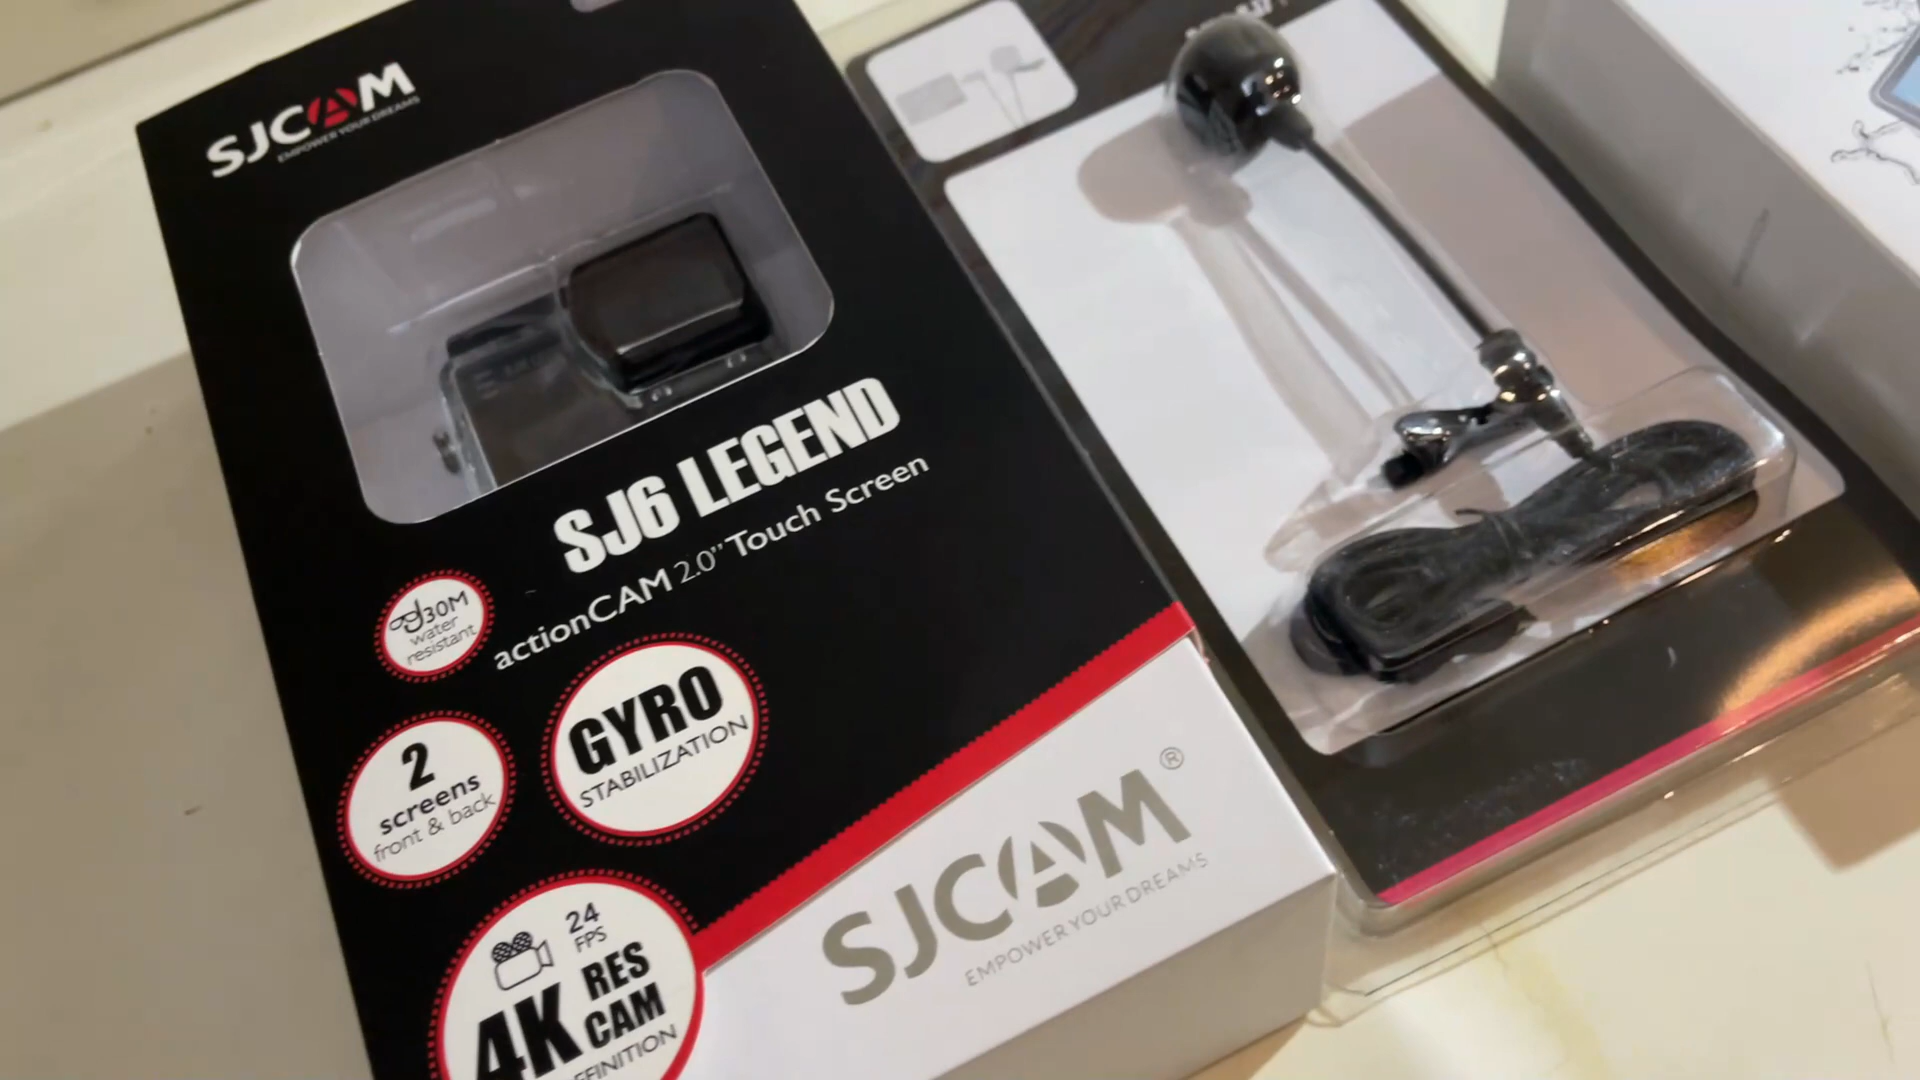 SJCAM
EMPOWER YOUR DREAMS
SJ6 LEGEND
actionCAM 2.0" Touch Screen
30M
water
resistant
GYRO
STABILIZATION
2
screens
front & back
24
FPS
4K RES
CAM
SJCAM®
EMPOWER YOUR DREAMS